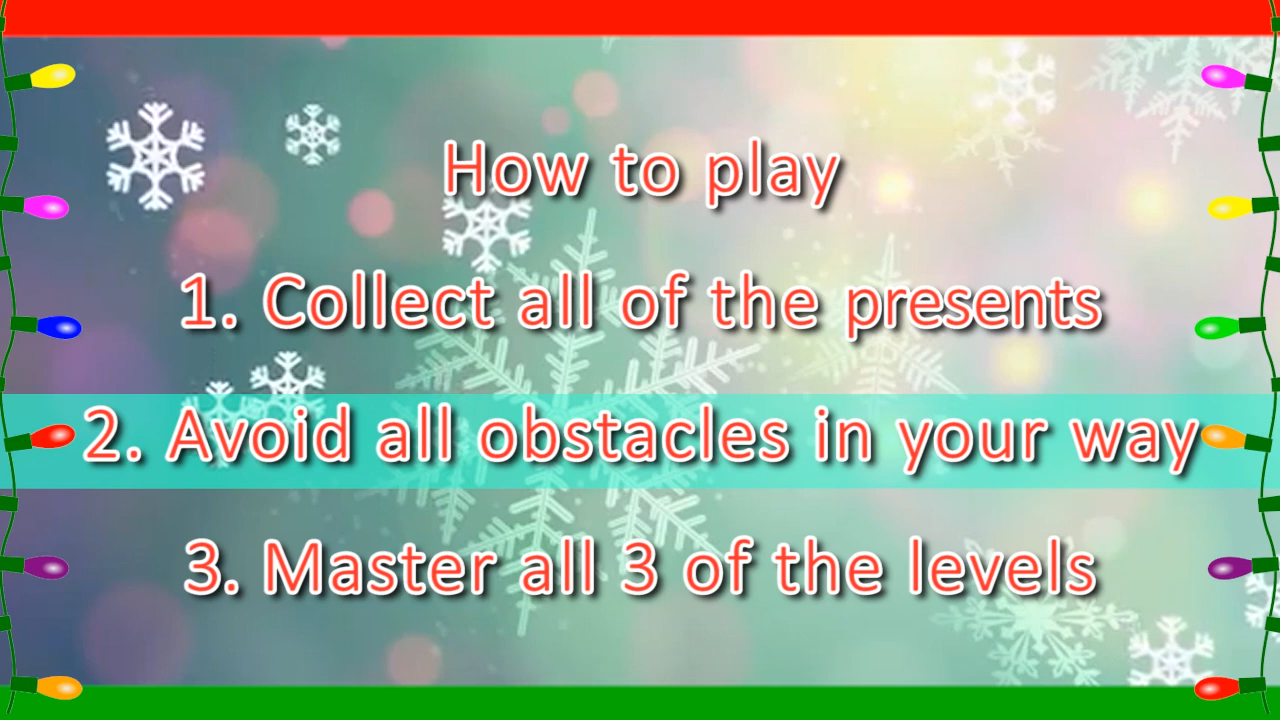 How to play
1. Collect all of the presents
2. Avoid all obstacles in your way
3. Master all 3 of the levels